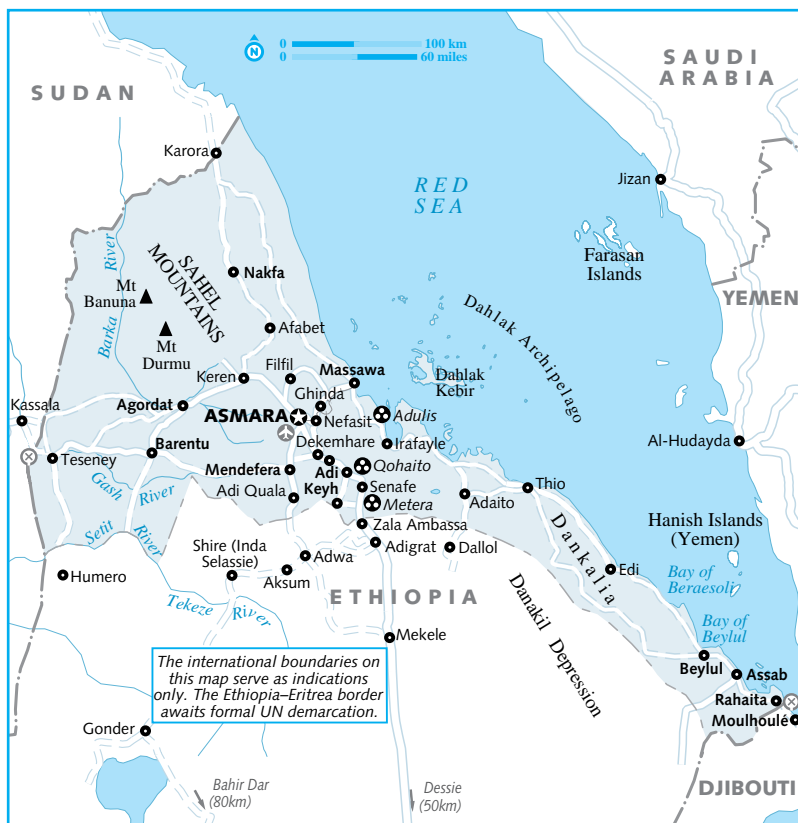 0 100 km
0 60 miles
N
SAUDI
ARABIA
SUDAN
Karora
Jizan
RED
SEA
Farasan
Islands
River
SAHEL
MOUNTAINS
Nakfa
Mt
Banuna
YEMEN
Barka
Mt
Durmu
Afabet
Dahlak Archipelago
Keren
Filfil
Massawa
Dahlak
Kebir
Agordat
Ghinda
Kassala
ASMARA
Nefasit
Adulis
Barentu
Dekemhare
Irafayle
Al-Hudayda
Teseney
Mendefera
Adi
Keyh
Qohaito
Gash River
Adi Quala
Senafe
Metera
Adaito
Thio
Setit
River
Zala Ambassa
Hanish Islands
(Yemen)
Shire (Inda
Selassie)
Adwa
Adigrat
Dallol
Dankalia
Edi
Humero
Aksum
Bay of
Beraesoli
ETHIOPIA
Tekeze
River
Danakil Depression
Bay of
Beylul
Mekele
The international boundaries on
this map serve as indications
only. The Ethiopia–Eritrea border
awaits formal UN demarcation.
Beylul
Assab
Rahaita
Moulhoulé
Gonder
Bahir Dar
(80km)
Dessie
(50km)
DJIBOUTI